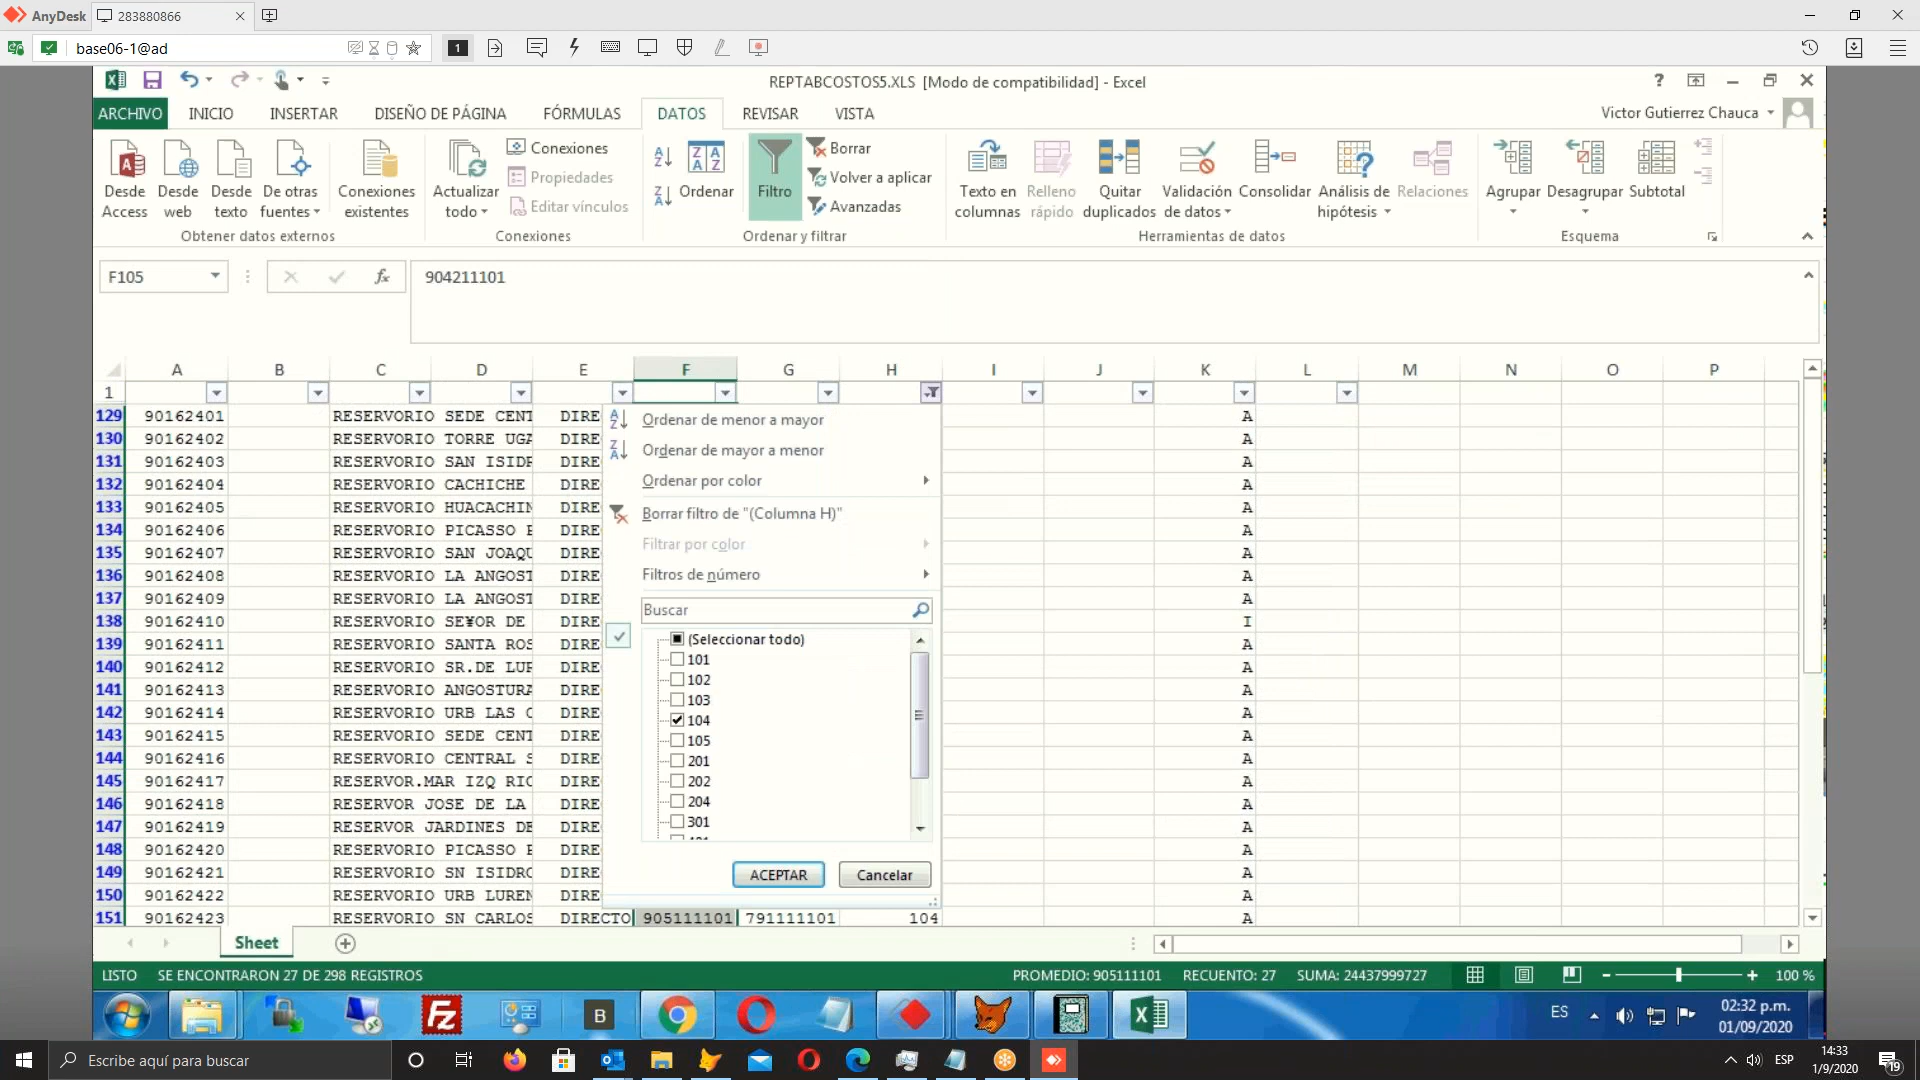 AnyDesk 283880866
base06-1@ad 1
REPTABCOSTOS5.XLS [Modo de compatibilidad] - Excel
ARCHIVO INICIO INSERTAR DISEÑO DE PÁGINA FÓRMULAS DATOS REVISAR VISTA Victor Gutierrez Chauca
Desde Access
Desde web
Desde texto
De otras fuentes
Conexiones existentes
Obtener datos externos
Actualizar todo
Conexiones
Propiedades
Editar vínculos
Conexiones
Ordenar
Filtro
Borrar
Volver a aplicar
Avanzadas
Ordenar y filtrar
Texto en columnas
Relleno rápido
Quitar duplicados
Validación de datos
Consolidar
Análisis de hipótesis
Relaciones
Herramientas de datos
Agrupar
Desagrupar
Subtotal
Esquema
F105 fx 904211101
A B C D E F G H I J K L M N O P
1
129 90162401 RESERVORIO SEDE CENT DIRE A
130 90162402 RESERVORIO TORRE UGA DIRE A
131 90162403 RESERVORIO SAN ISIDR DIRE A
132 90162404 RESERVORIO CACHICHE DIRE A
133 90162405 RESERVORIO HUACACHIN DIRE A
134 90162406 RESERVORIO PICASSO P DIRE A
135 90162407 RESERVORIO SAN JOAQU DIRE A
136 90162408 RESERVORIO LA ANGOST DIRE A
137 90162409 RESERVORIO LA ANGOST DIRE A
138 90162410 RESERVORIO SE¥OR DE DIRE I
139 90162411 RESERVORIO SANTA ROS DIRE A
140 90162412 RESERVORIO SR.DE LUR DIRE A
141 90162413 RESERVORIO ANGOSTURA DIRE A
142 90162414 RESERVORIO URB LAS DIRE A
143 90162415 RESERVORIO SEDE CENT DIRE A
144 90162416 RESERVORIO CENTRAL S DIRE A
145 90162417 RESERVOR.MAR IZQ RIO DIRE A
146 90162418 RESERVOR JOSE DE LA DIRE A
147 90162419 RESERVOR JARDINES DE DIRE A
148 90162420 RESERVORIO PICASSO P DIRE A
149 90162421 RESERVORIO SN ISIDRO DIRE A
150 90162422 RESERVORIO URB LUREN DIRE A
151 90162423 RESERVORIO SN CARLOS DIRECTO 905111101 791111101 104 A
Ordenar de menor a mayor
Ordenar de mayor a menor
Ordenar por color
Borrar filtro de "(Columna H)"
Filtrar por color
Filtros de número
Buscar
(Seleccionar todo)
101
102
103
104
105
201
202
204
301
ACEPTAR Cancelar
Sheet
LISTO SE ENCONTRARON 27 DE 298 REGISTROS PROMEDIO: 905111101 RECUENTO: 27 SUMA: 24437999727 100 %
ES 02:32 p.m.
01/09/2020
Escribe aquí para buscar ESP 14:33
1/9/2020 19